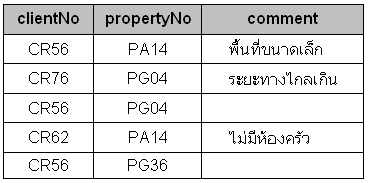 clientNo propertyNo comment
CR56 PA14 พื้นที่ขนาดเล็ก
CR76 PG04 ระยะทางไกลเกิน
CR56 PG04
CR62 PA14 ไม่มีห้องครัว
CR56 PG36